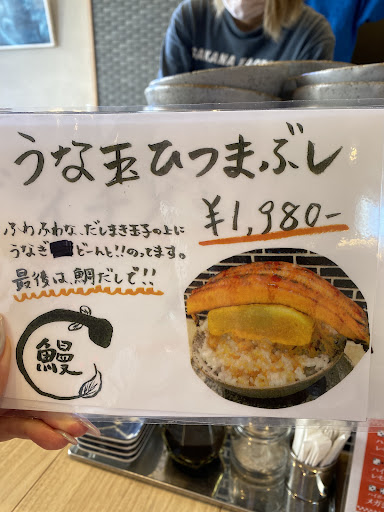 うな玉ひつまぶし
¥1,980-
ふわふわな、だしまき玉子の上に
うなぎ どーんと!!のってます。
最後は、鯛だしで!!
鰻